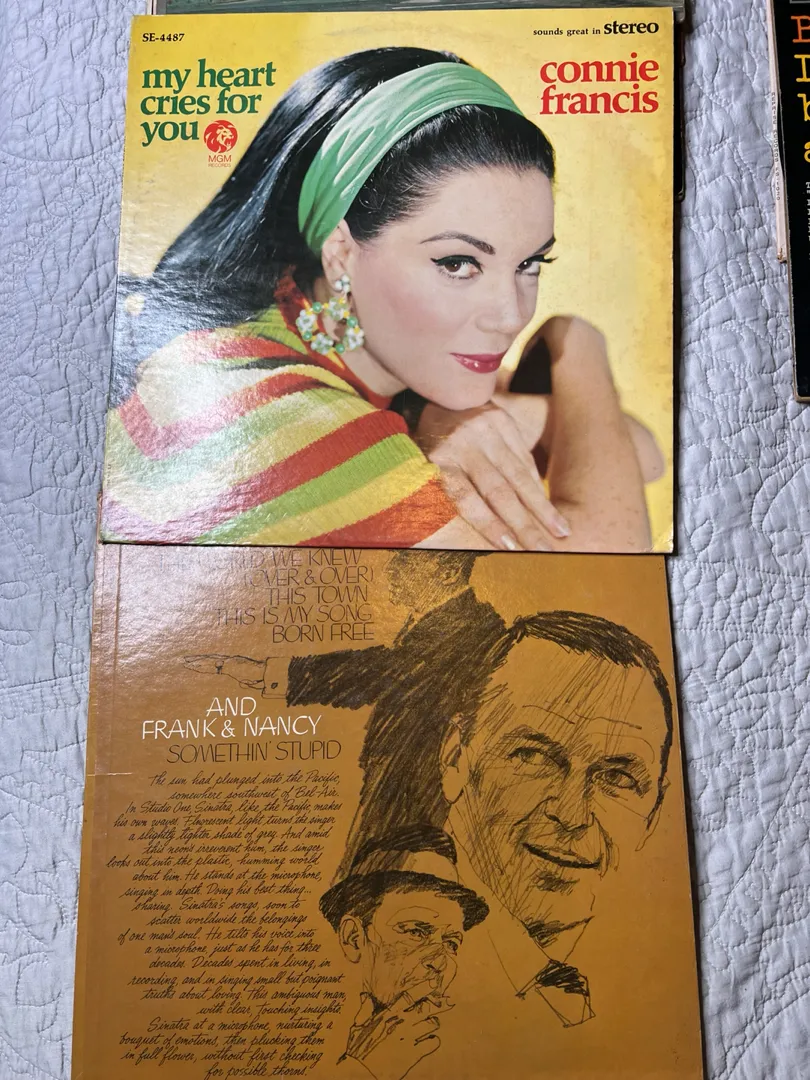 SE-4487
sounds great in stereo
my heart
cries for
you
MGM
RECORDS
connie
francis
WE KNEW
(OVER & OVER)
THIS TOWN
THIS IS MY SONG
BORN FREE
AND
FRANK & NANCY
SOMETHIN' STUPID
The sun had plunged into the Pacific,
somewhere southwest of Bel-Air.
In Studio One, Sinatra, like the Pacific, makes
his own waves. Fluorescent light turns the singer
a slightly tighter shade of grey. And amid
this neon's irreverent hum, the singer
looks out into the plastic, humming world
about him. He stands at the microphone,
singing in depth. Doing his best thing...
sharing. Sinatra's songs, soon to
scatter worldwide the belongings
of one man's soul. He tilts his voice into
a microphone, just as he has for three
decades. Decades spent in living, in
recording, and in singing small but poignant
truths about loving. This ambiguous man,
with clear, touching insights.
Sinatra at a microphone, nurturing a
bouquet of emotions, then plucking them
in full flower, without first checking
for possible thorns.